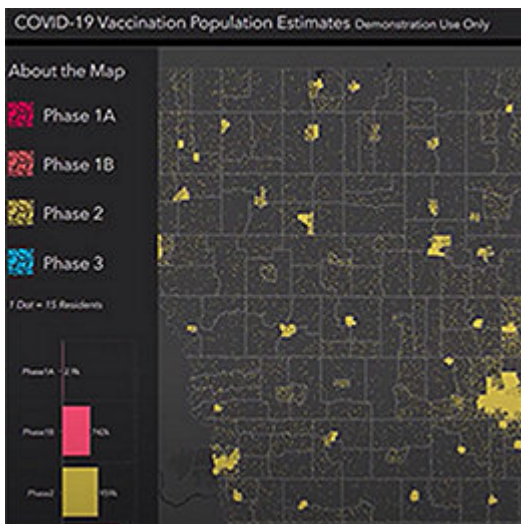 COVID-19 Vaccination Population Estimates Demonstration Use Only
About the Map
Phase 1A
Phase 1B
Phase 2
Phase 3
1 Dot = 15 Residents
Phase1A
Phase1B
Phase2